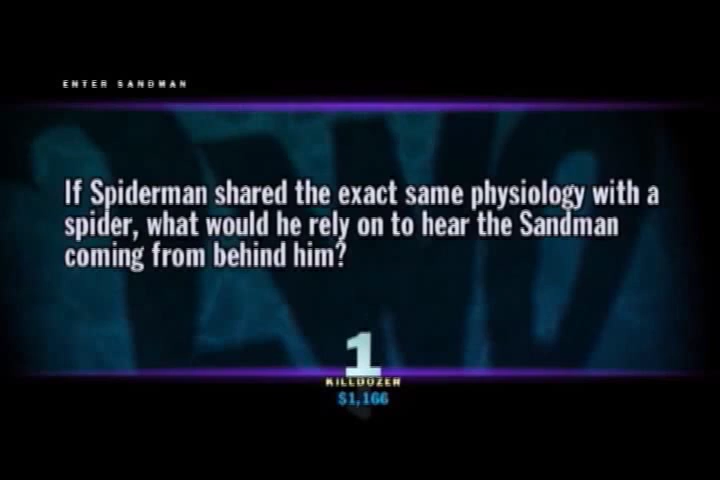 ENTER SANDMAN
If Spiderman shared the exact same physiology with a
spider, what would he rely on to hear the Sandman
coming from behind him?
1
KILLDOZER
$1,166